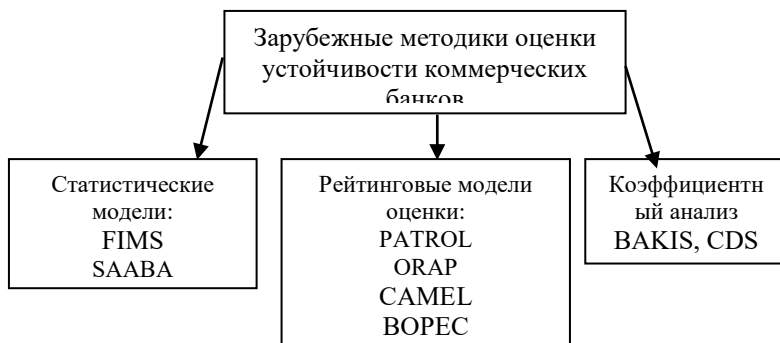 Зарубежные методики оценки
устойчивости коммерческих
банков
Статистические
модели:
FIMS
SAABA
Рейтинговые модели
оценки:
PATROL
ORAP
CAMEL
BOPEC
Коэффициентн
ый анализ
BAKIS, CDS